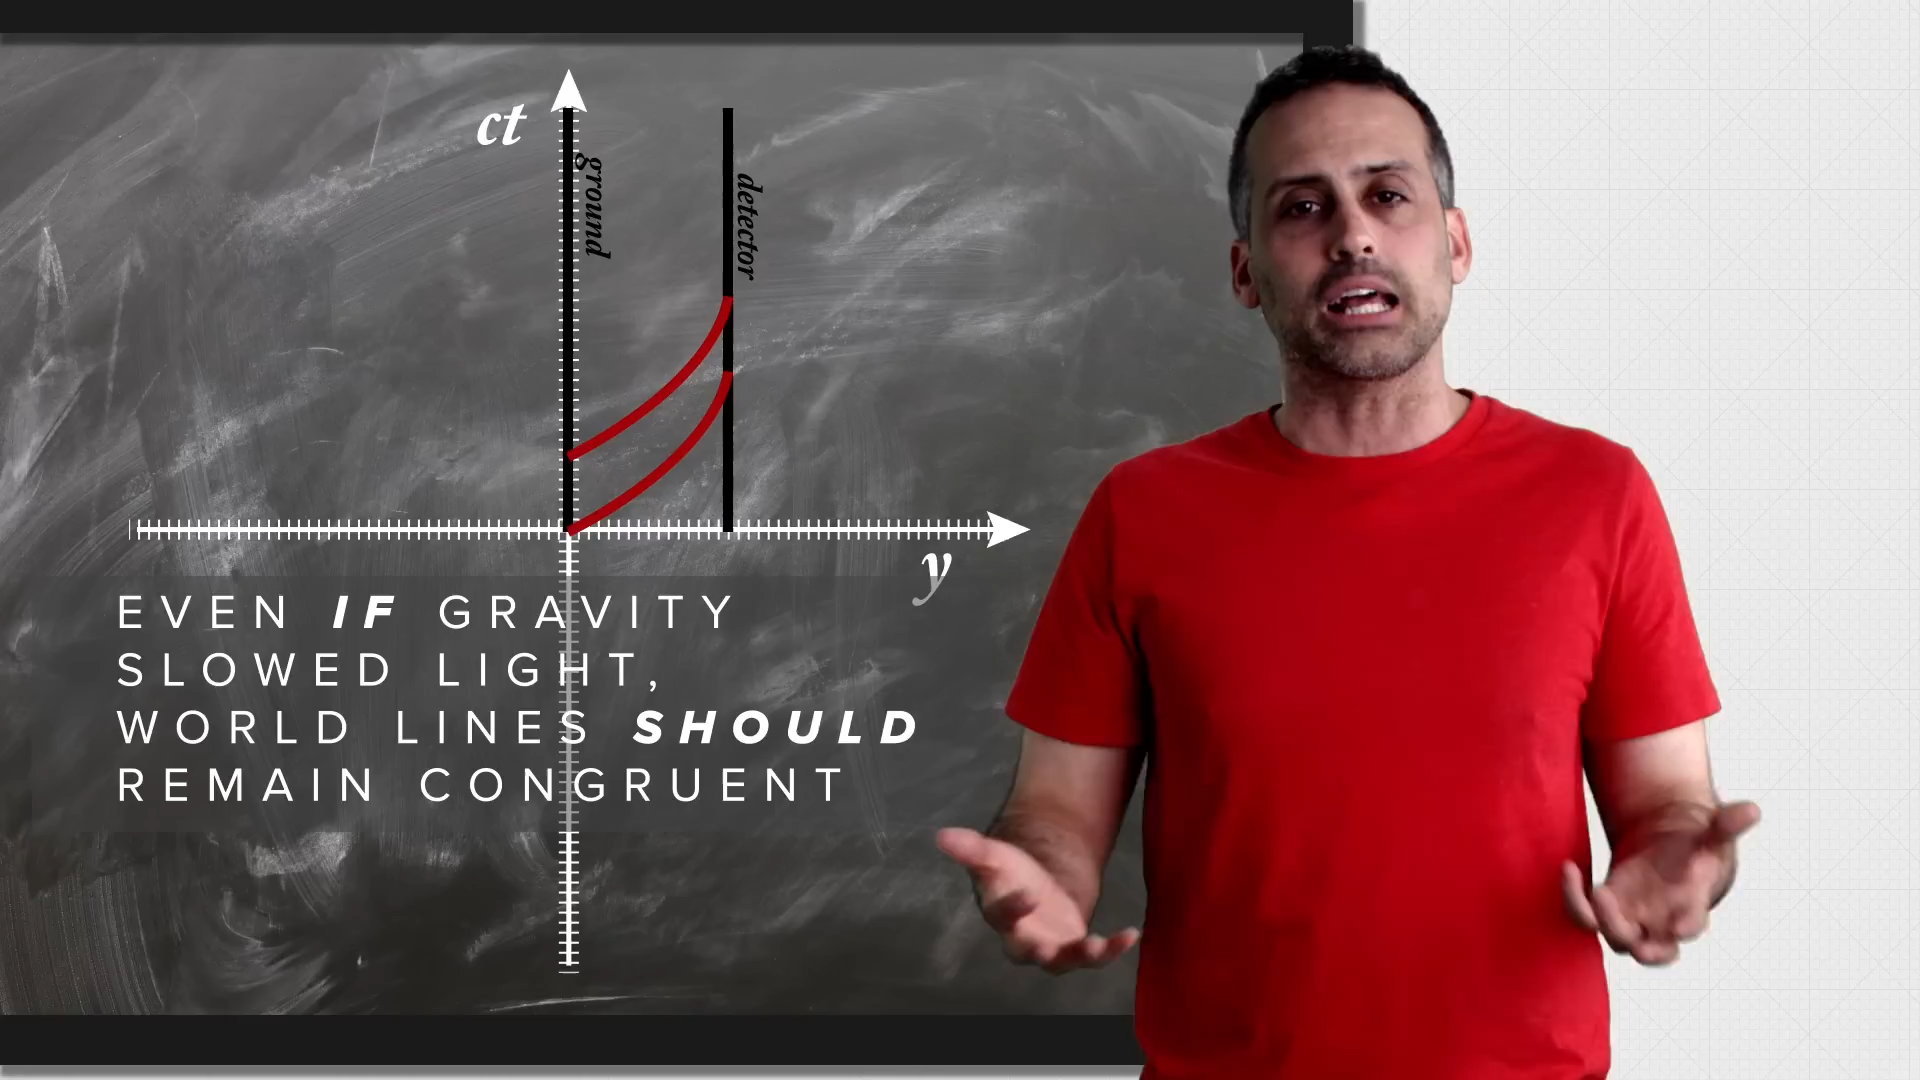 ct
ground
detector
y
EVEN IF GRAVITY
SLOWED LIGHT,
WORLD LINES SHOULD
REMAIN CONGRUENT